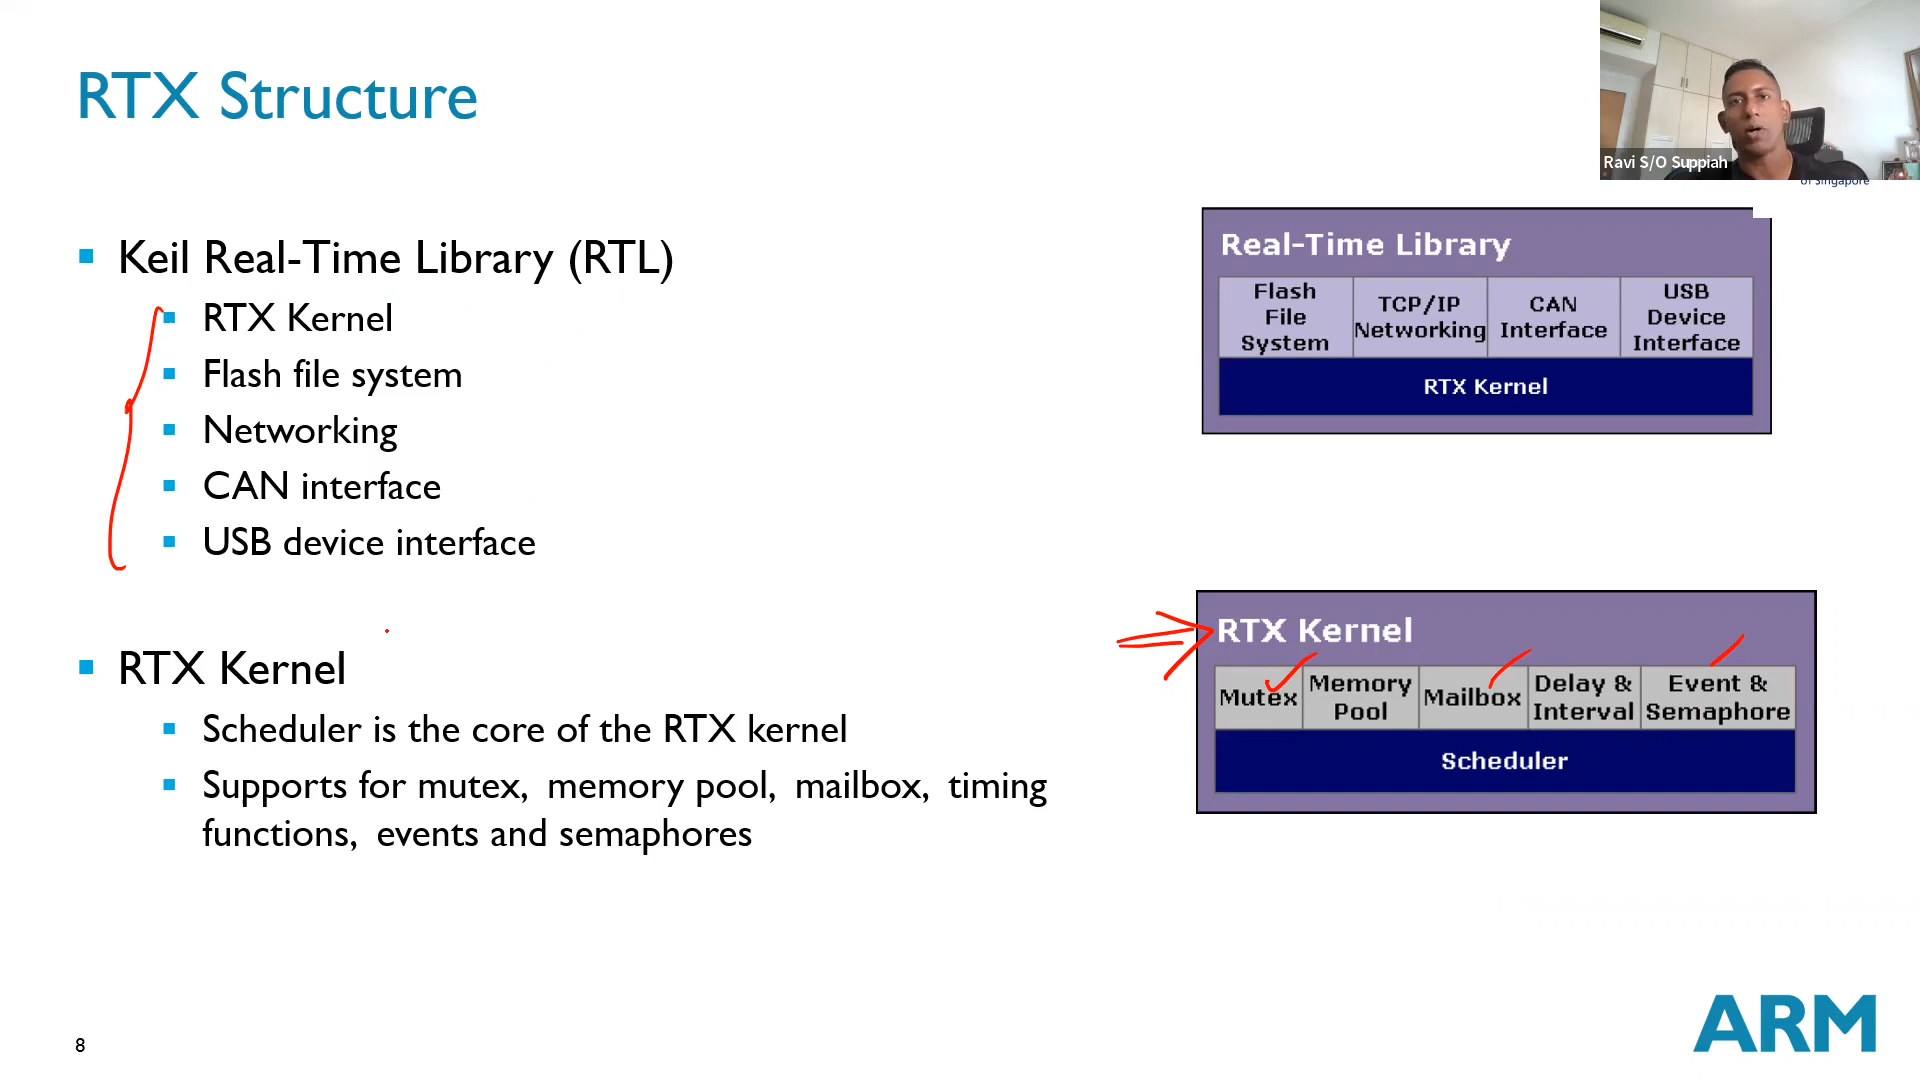 RTX Structure
Ravi S/O Suppiah
of Singapore
Keil Real-Time Library (RTL)
RTX Kernel
Flash file system
Networking
CAN interface
USB device interface
Real-Time Library
Flash File System
TCP/IP Networking
CAN Interface
USB Device Interface
RTX Kernel
RTX Kernel
Scheduler is the core of the RTX kernel
Supports for mutex, memory pool, mailbox, timing
functions, events and semaphores
RTX Kernel
Mutex
Memory Pool
Mailbox
Delay & Interval
Event & Semaphore
Scheduler
8
ARM